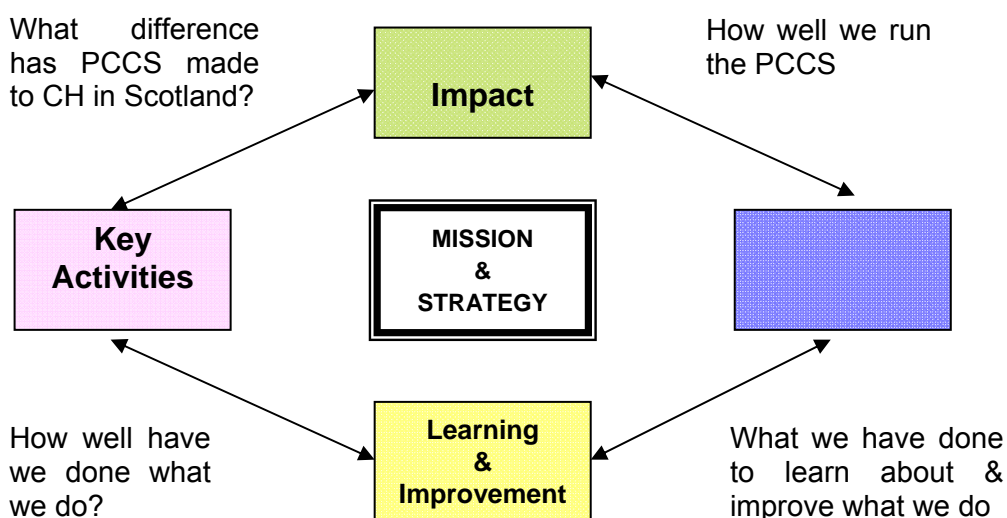 What difference
has PCCS made
to CH in Scotland?
How well we run
the PCCS
Impact
Key
Activities
MISSION
&
STRATEGY
Learning
&
Improvement
How well have
we done what
we do?
What we have done
to learn about &
improve what we do